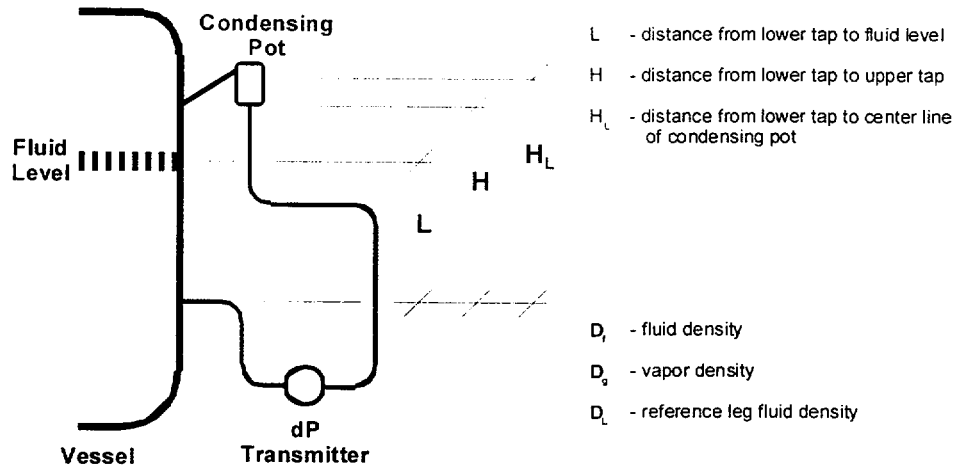 Condensing
Pot
Fluid
Level
H_L
H
L
dP
Transmitter
Vessel
L - distance from lower tap to fluid level
H - distance from lower tap to upper tap
H_L - distance from lower tap to center line
of condensing pot
D_f - fluid density
D_g - vapor density
D_L - reference leg fluid density